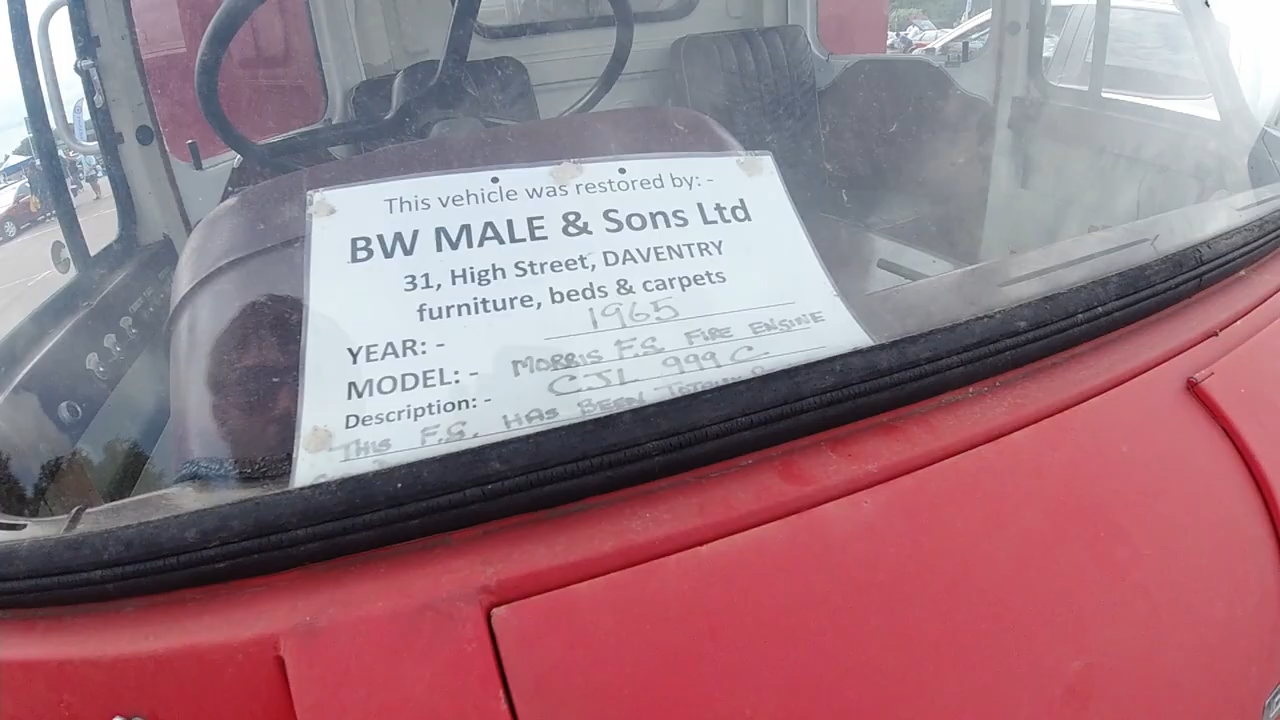 This vehicle was restored by: -
BW MALE & Sons Ltd
31, High Street, DAVENTRY
furniture, beds & carpets
YEAR: - 1965
MODEL: - MORRIS F.G. FIRE ENGINE
Description: - CJL 999 C
THIS F.G. HAS BEEN